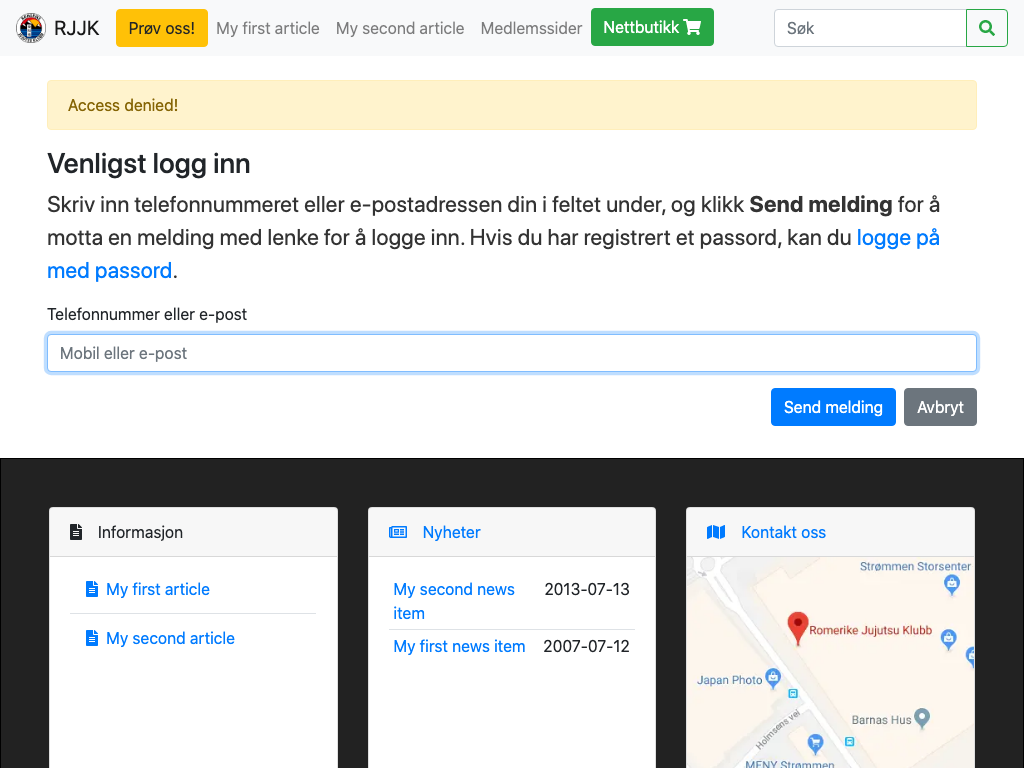 RJJK
Prøv oss!
My first article
My second article
Medlemssider
Nettbutikk
Søk
Access denied!
Venligst logg inn
Skriv inn telefonnummeret eller e-postadressen din i feltet under, og klikk Send melding for å
motta en melding med lenke for å logge inn. Hvis du har registrert et passord, kan du logge på
med passord.
Telefonnummer eller e-post
Mobil eller e-post
Send melding
Avbryt
Informasjon
My first article
My second article
Nyheter
My second news
item
2013-07-13
My first news item
2007-07-12
Kontakt oss
Strømmen Storsenter
Romerike Jujutsu Klubb
Japan Photo
Barnas Hus
Holmsens vei
MENY Strømmen